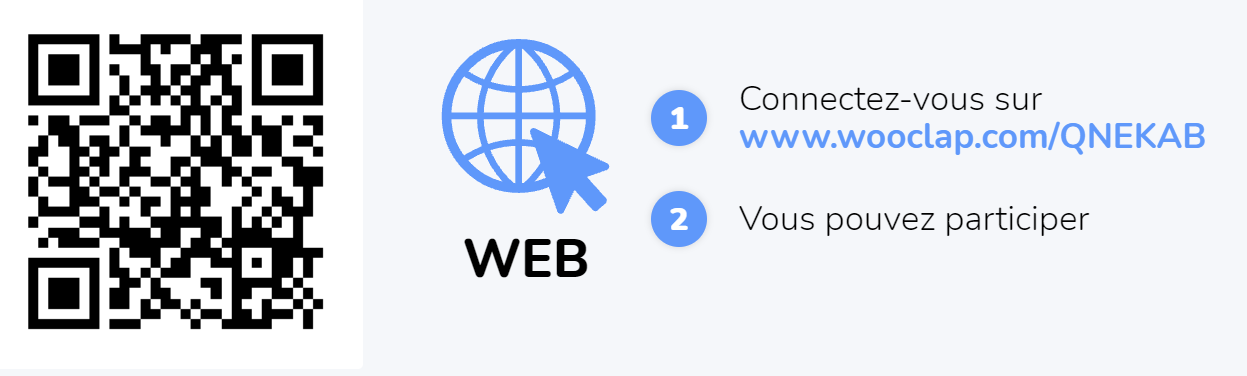 WEB
1
Connectez-vous sur
www.wooclap.com/QNEKAB
2
Vous pouvez participer